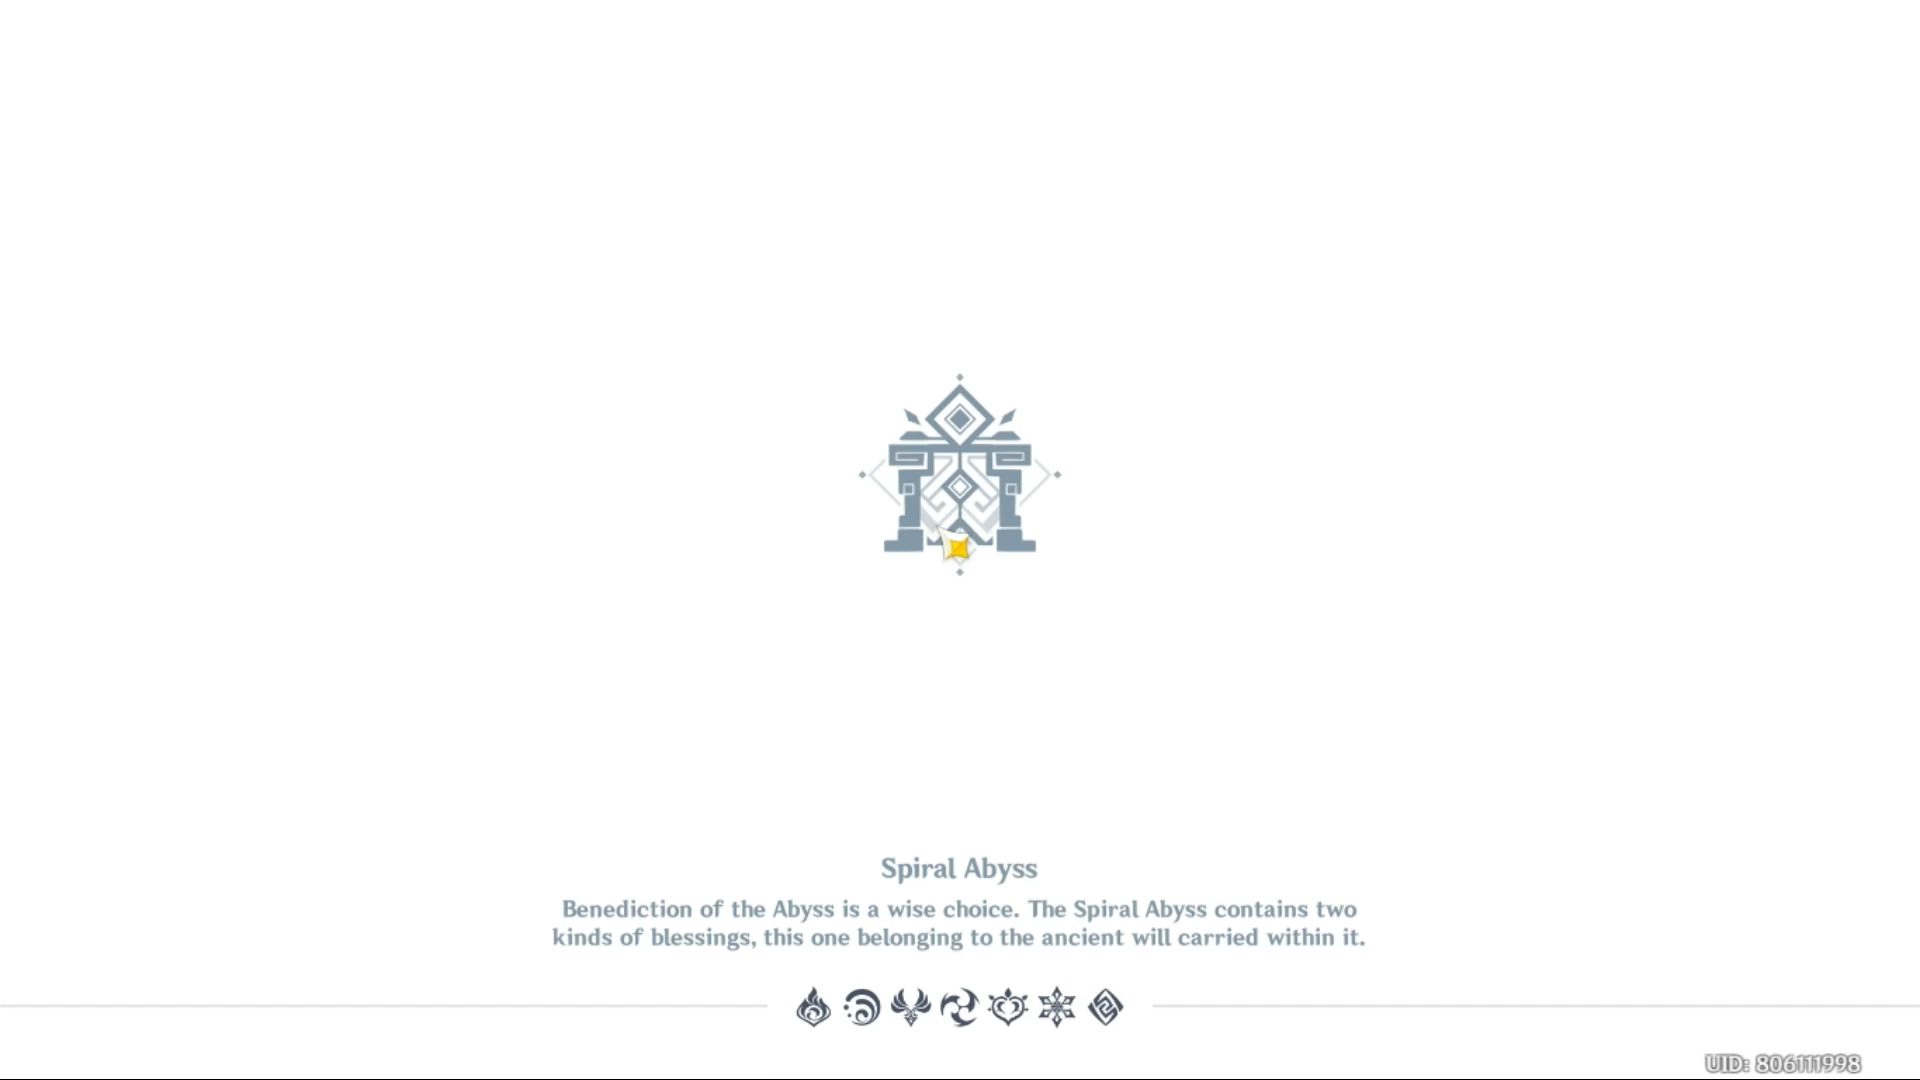 Spiral Abyss
Benediction of the Abyss is a wise choice. The Spiral Abyss contains two
kinds of blessings, this one belonging to the ancient will carried within it.
UID: 806111998